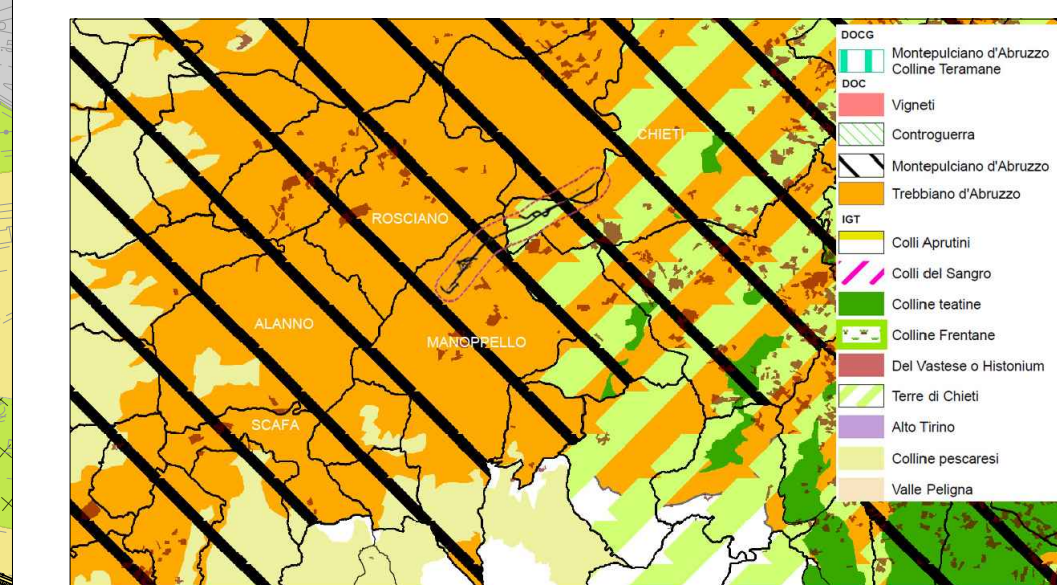 CHIETI
ROSCIANO
ALANNO
MANOPPELLO
SCAFA
DOCG
Montepulciano d'Abruzzo
Colline Teramane
DOC
Vigneti
Controguerra
Montepulciano d'Abruzzo
Trebbiano d'Abruzzo
IGT
Colli Aprutini
Colli del Sangro
Colline teatine
Colline Frentane
Del Vastese o Histonium
Terre di Chieti
Alto Tirino
Colline pescaresi
Valle Peligna